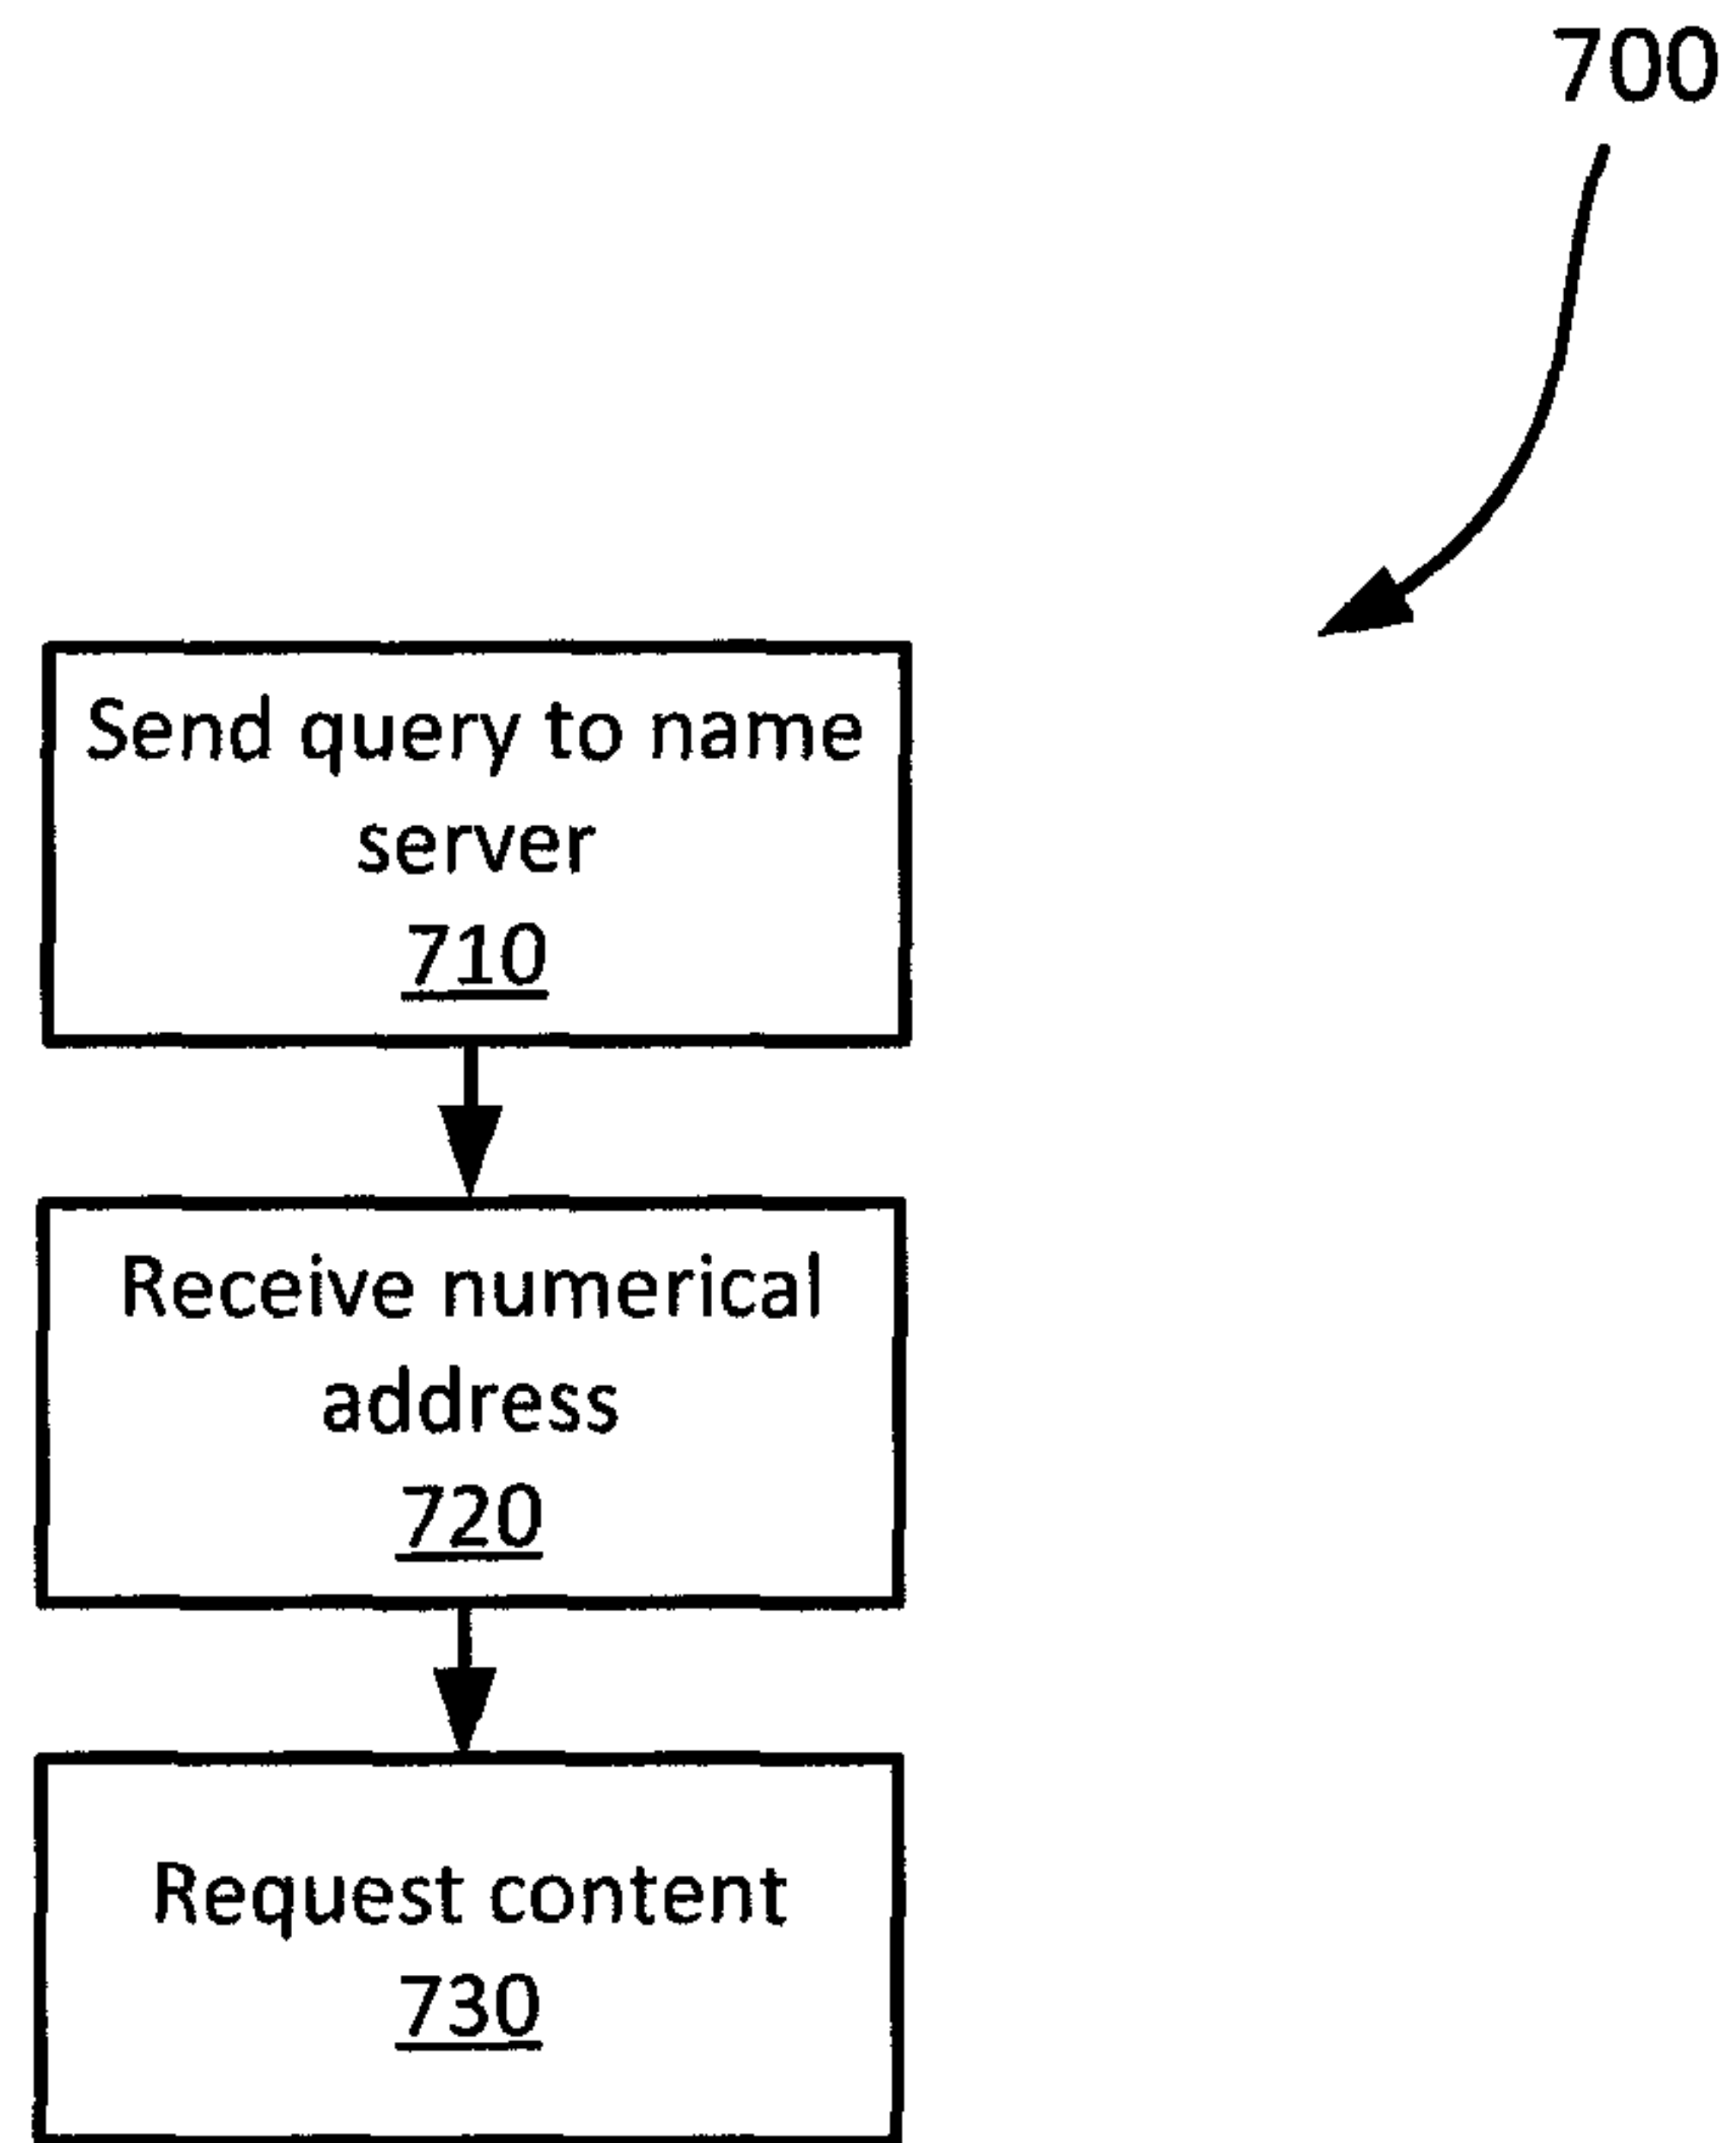 700
Send query to name
server
710
Receive numerical
address
720
Request content
730